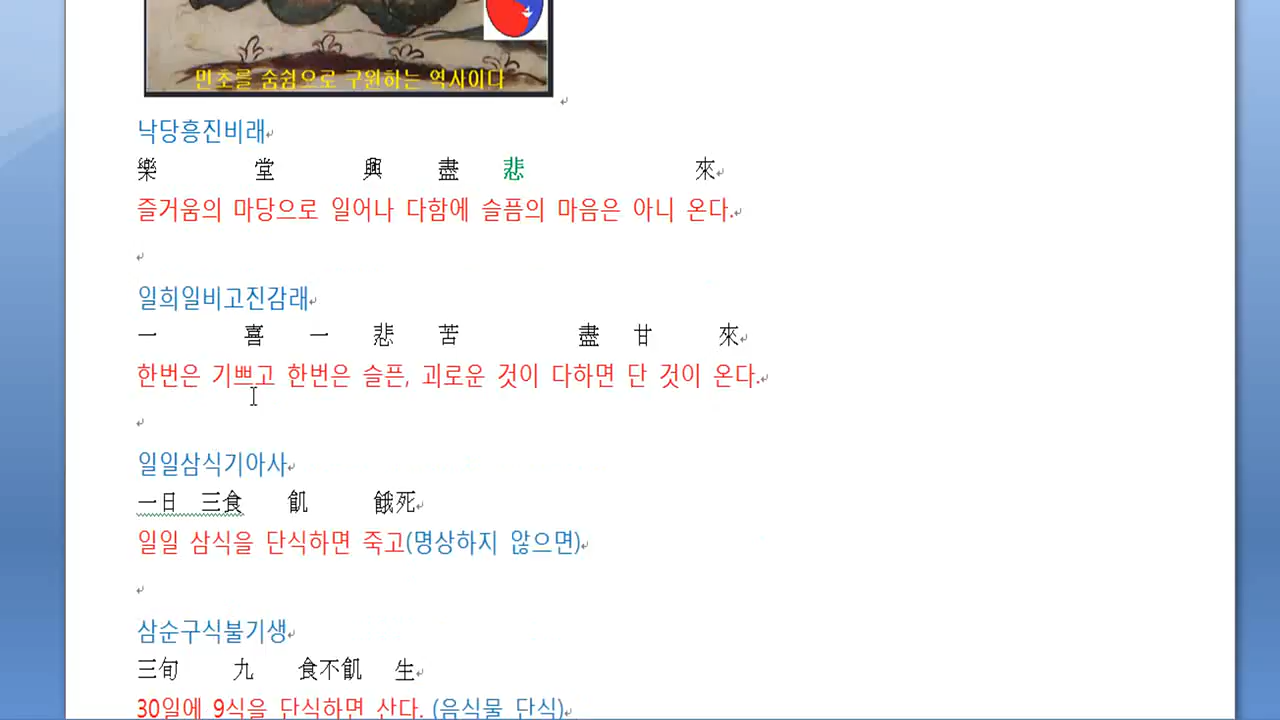 민초를 숨쉼으로 구원하는 역사이다
낙당흥진비래
樂 堂 興 盡 悲 來
즐거움의 마당으로 일어나 다함에 슬픔의 마음은 아니 온다.
일희일비고진감래
一 喜 一 悲 苦 盡 甘 來
한번은 기쁘고 한번은 슬픈, 괴로운 것이 다하면 단 것이 온다.
일일삼식기아사
一日 三食 飢 餓死
일일 삼식을 단식하면 죽고(명상하지 않으면)
삼순구식불기생
三旬 九 食不飢 生
30일에 9식을 단식하면 산다. (음식물 단식)